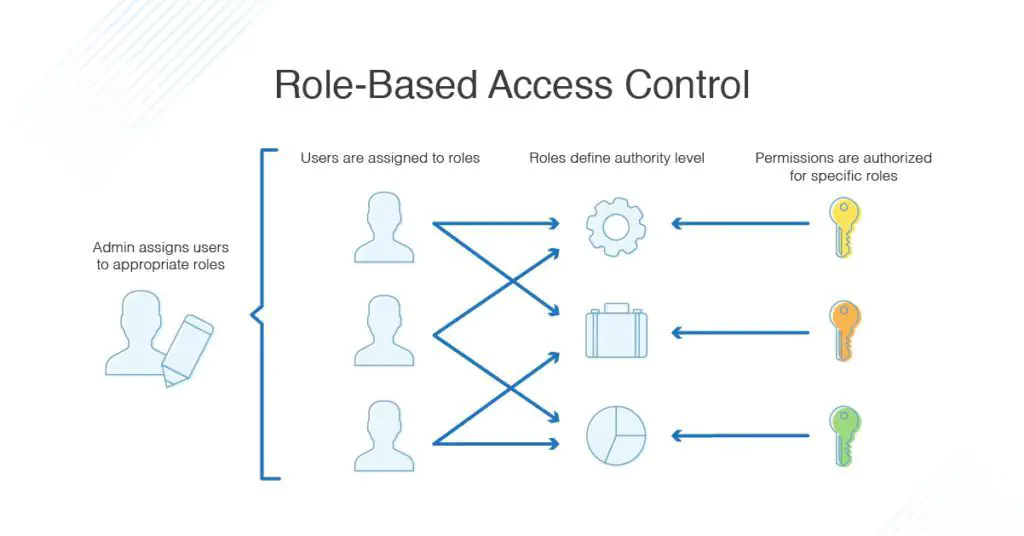 Role-Based Access Control
Users are assigned to roles
Roles define authority level
Permissions are authorized
for specific roles
Admin assigns users
to appropriate roles